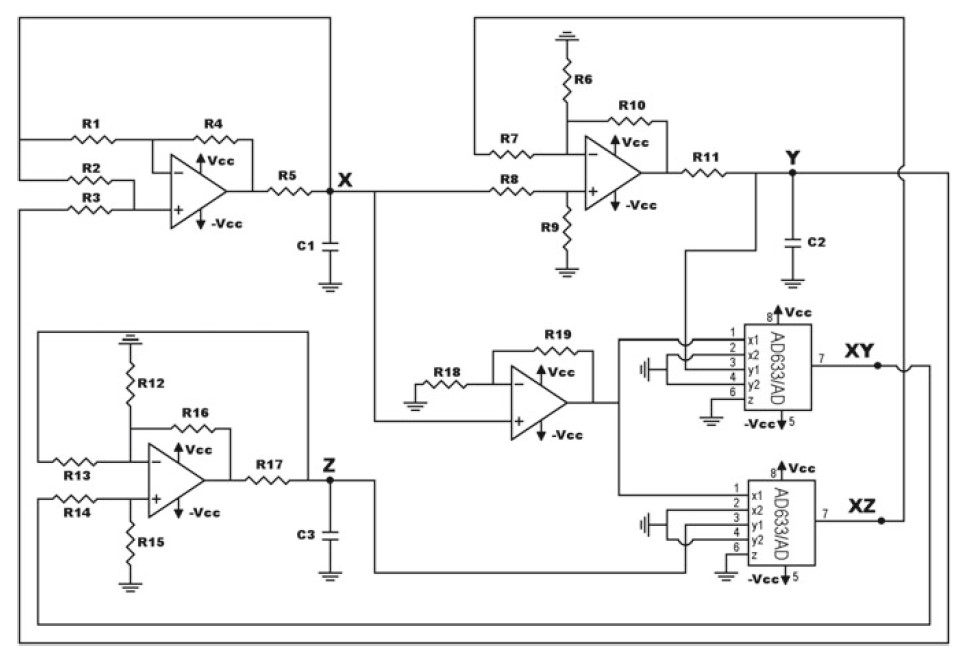 R6
R1
R4
R10
Vcc
R7
Vcc
R2
R5
X
R8
R11
Y
R3
-Vcc
-Vcc
R9
C1
C2
8 Vcc
1 x1
2 x2
3 y1
4 y2
6 z
AD633/AD
7
XY
-Vcc 5
R19
R18
Vcc
-Vcc
R12
R16
Vcc
R13
R17
Z
R14
-Vcc
R15
C3
8 Vcc
1 x1
2 x2
3 y1
4 y2
6 z
AD633/AD
7
XZ
-Vcc 5